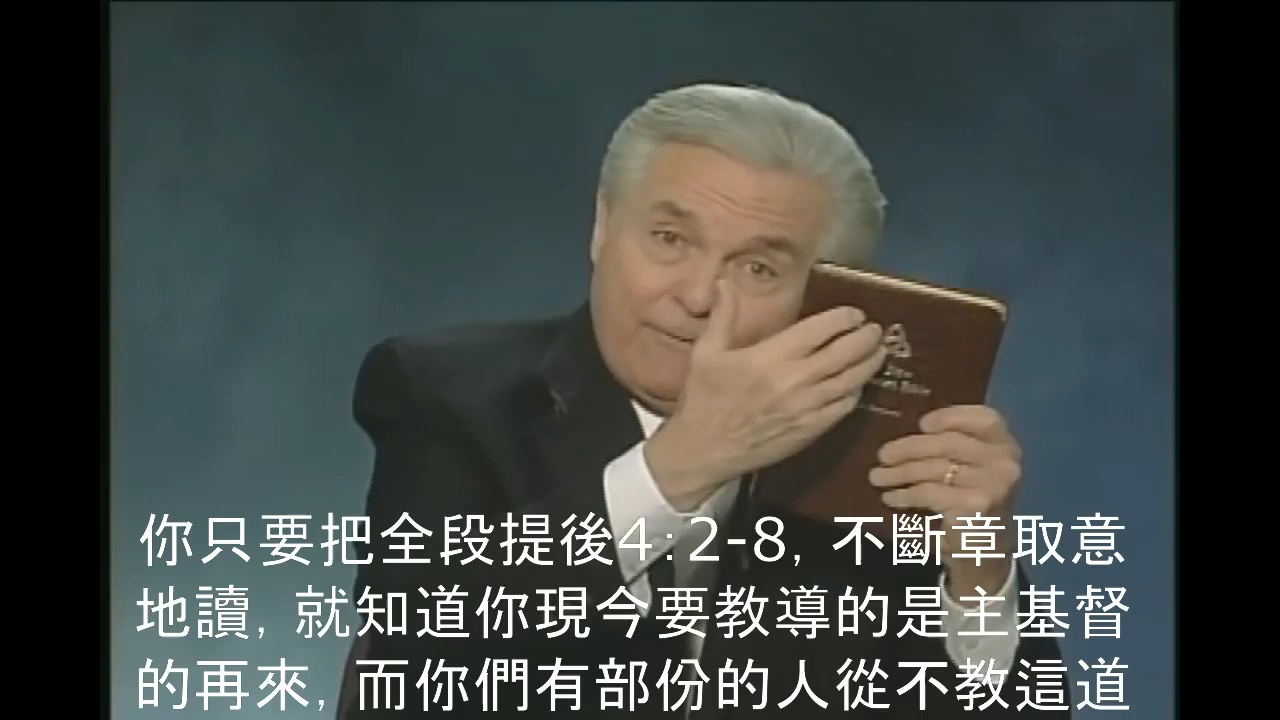 你只要把全段提後4:2-8, 不斷章取意
地讀, 就知道你現今要教導的是主基督
的再來, 而你們有部份的人從不教這道